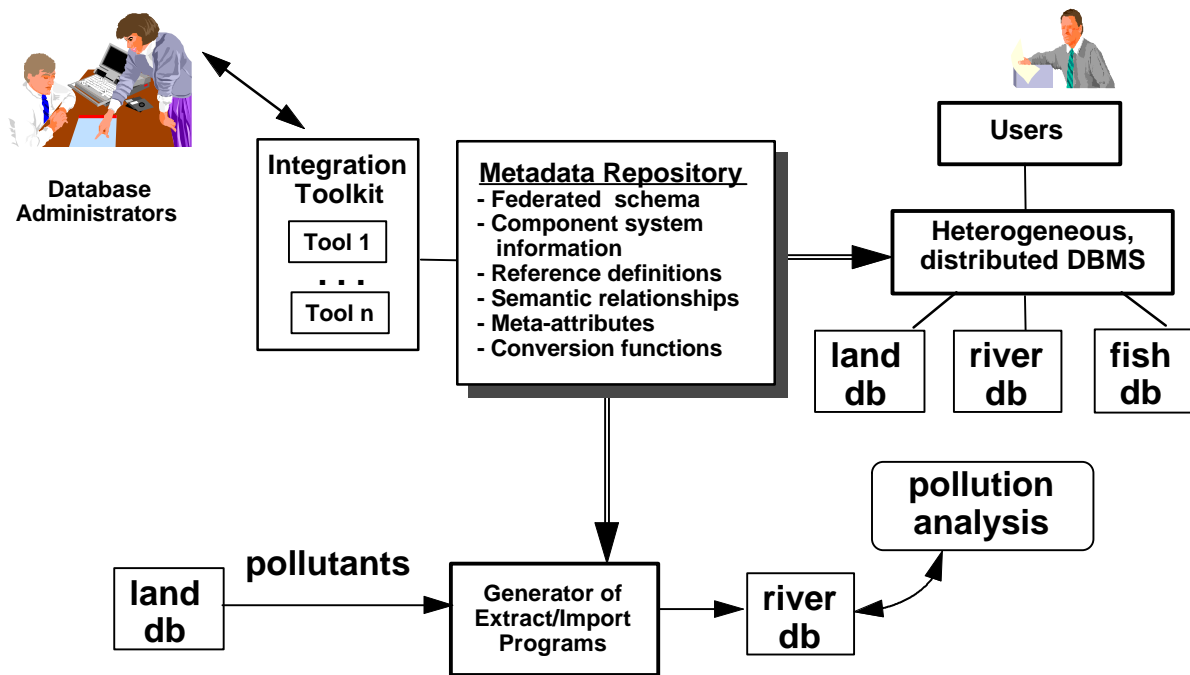 Database
Administrators
Integration
Toolkit
Tool 1
. . .
Tool n
Metadata Repository
- Federated schema
- Component system
information
- Reference definitions
- Semantic relationships
- Meta-attributes
- Conversion functions
Users
Heterogeneous,
distributed DBMS
land
db
river
db
fish
db
pollution
analysis
land
db
pollutants
Generator of
Extract/Import
Programs
river
db